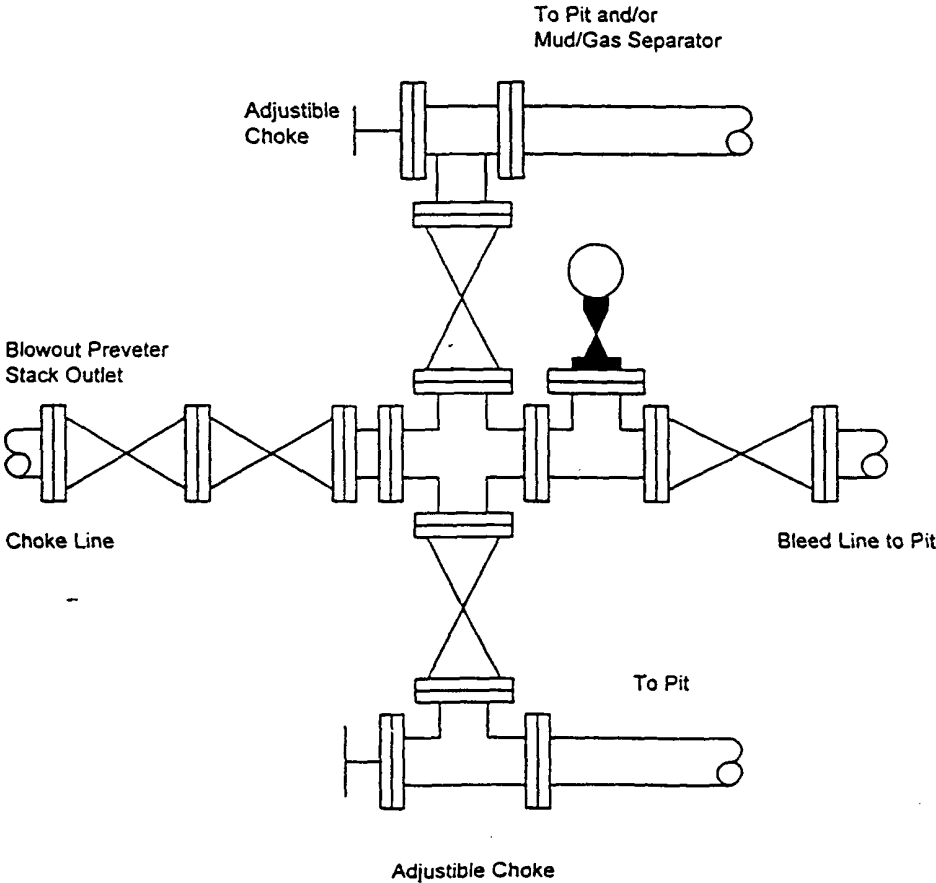 To Pit and/or
Mud/Gas Separator
Adjustible
Choke
Blowout Preveter
Stack Outlet
Choke Line
Bleed Line to Pit
To Pit
Adjustible Choke